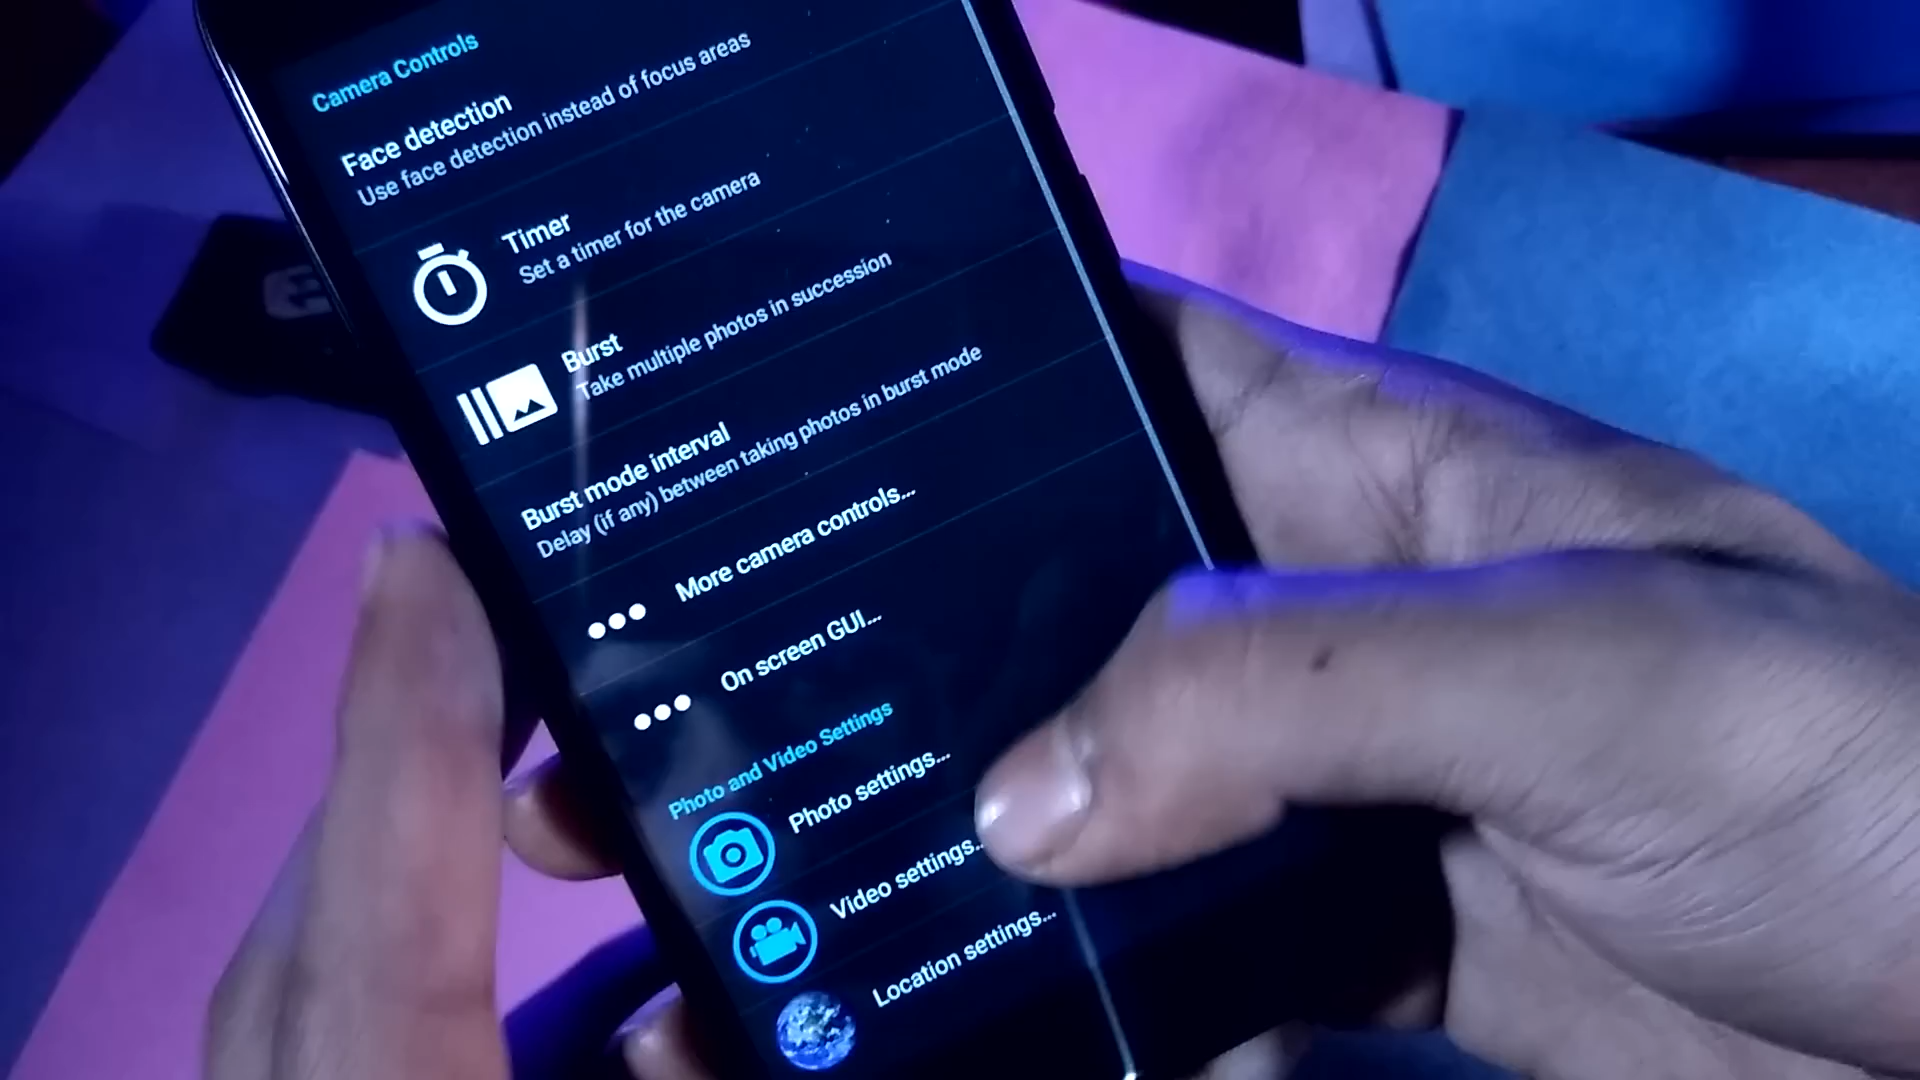 Camera Controls
Face detection
Use face detection instead of focus areas
Timer
Set a timer for the camera
Burst
Take multiple photos in succession
Burst mode interval
Delay (if any) between taking photos in burst mode
More camera controls...
On screen GUI...
Photo and Video Settings
Photo settings...
Video settings...
Location settings...